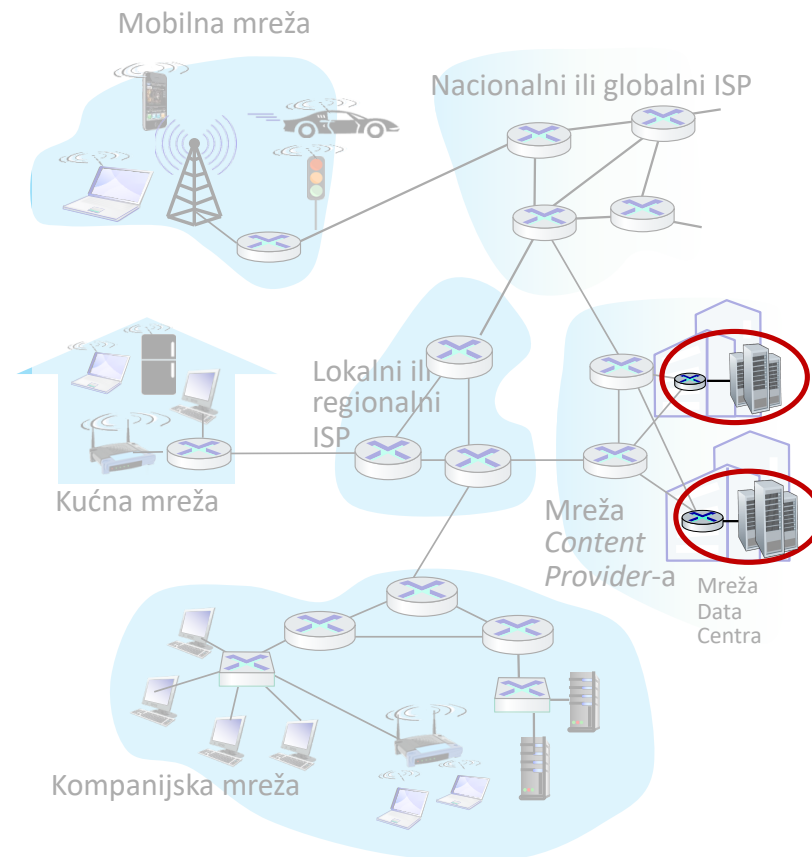 Mobilna mreža
Nacionalni ili globalni ISP
Lokalni ili
regionalni
ISP
Kućna mreža
Mreža
Content
Provider-a
Mreža
Data
Centra
Kompanijska mreža